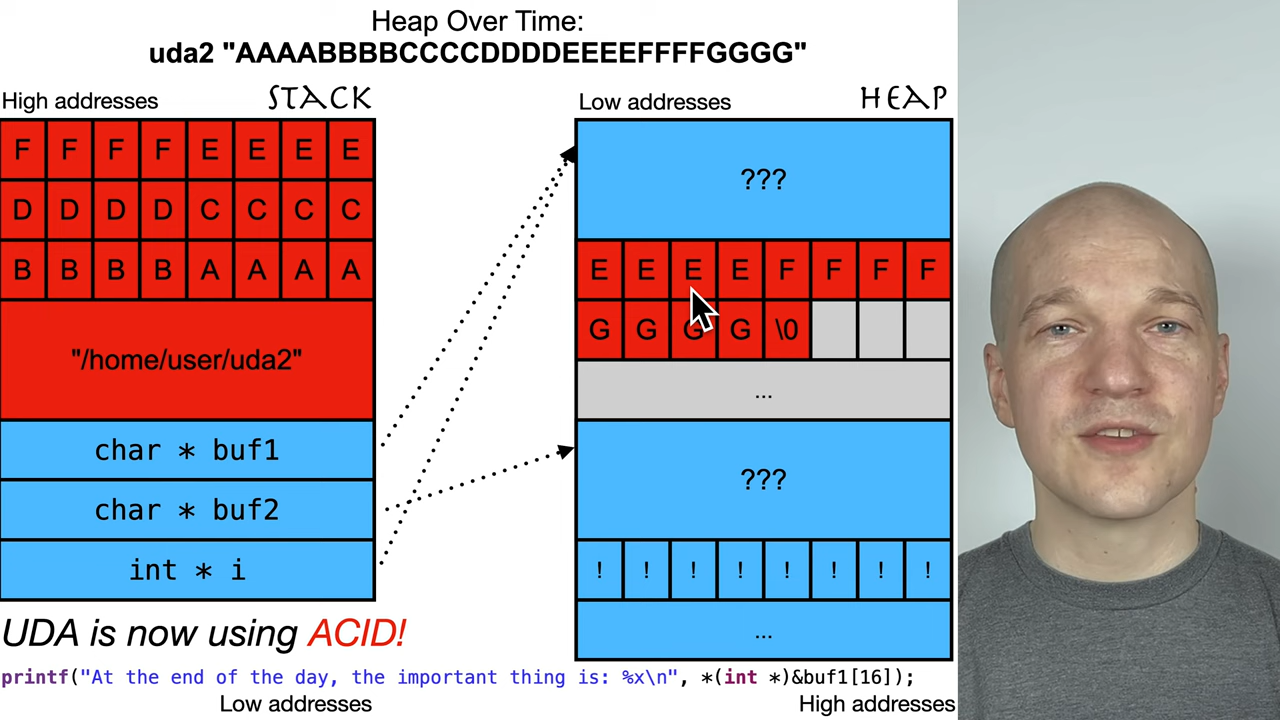 Heap Over Time:
uda2 "AAAABBBBCCCCDDDDEEEEFFFFGGGG"
High addresses STACK
F F F F E E E E
D D D D C C C C
B B B B A A A A
"/home/user/uda2"
char * buf1
char * buf2
int * i
Low addresses HEAP
???
E E E E F F F F
G G G G \0
...
???
! ! ! ! ! ! ! !
...
UDA is now using ACID!
printf("At the end of the day, the important thing is: %x\n", *(int *)&buf1[16]);
Low addresses
High addresses